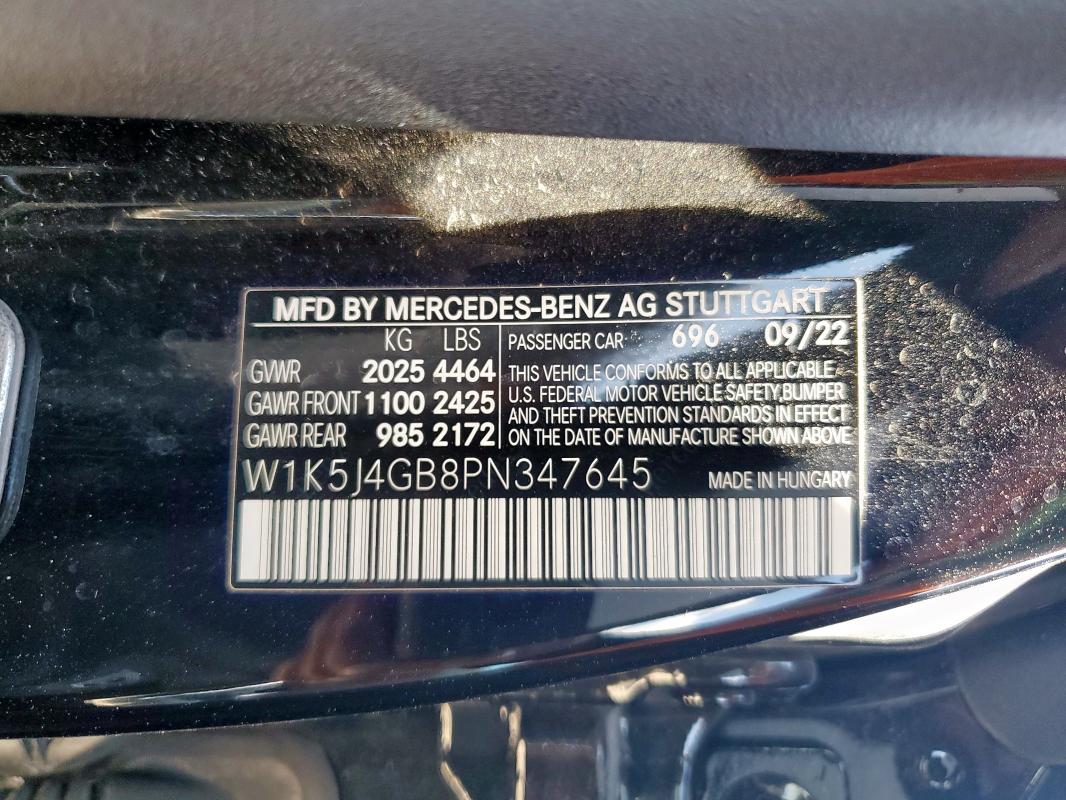 MFD BY MERCEDES-BENZ AG STUTTGART
KG LBS
GVWR 2025 4464
GAWR FRONT 1100 2425
GAWR REAR 985 2172
PASSENGER CAR 696 09/22
THIS VEHICLE CONFORMS TO ALL APPLICABLE
U.S. FEDERAL MOTOR VEHICLE SAFETY,BUMPER
AND THEFT PREVENTION STANDARDS IN EFFECT
ON THE DATE OF MANUFACTURE SHOWN ABOVE
W1K5J4GB8PN347645 MADE IN HUNGARY